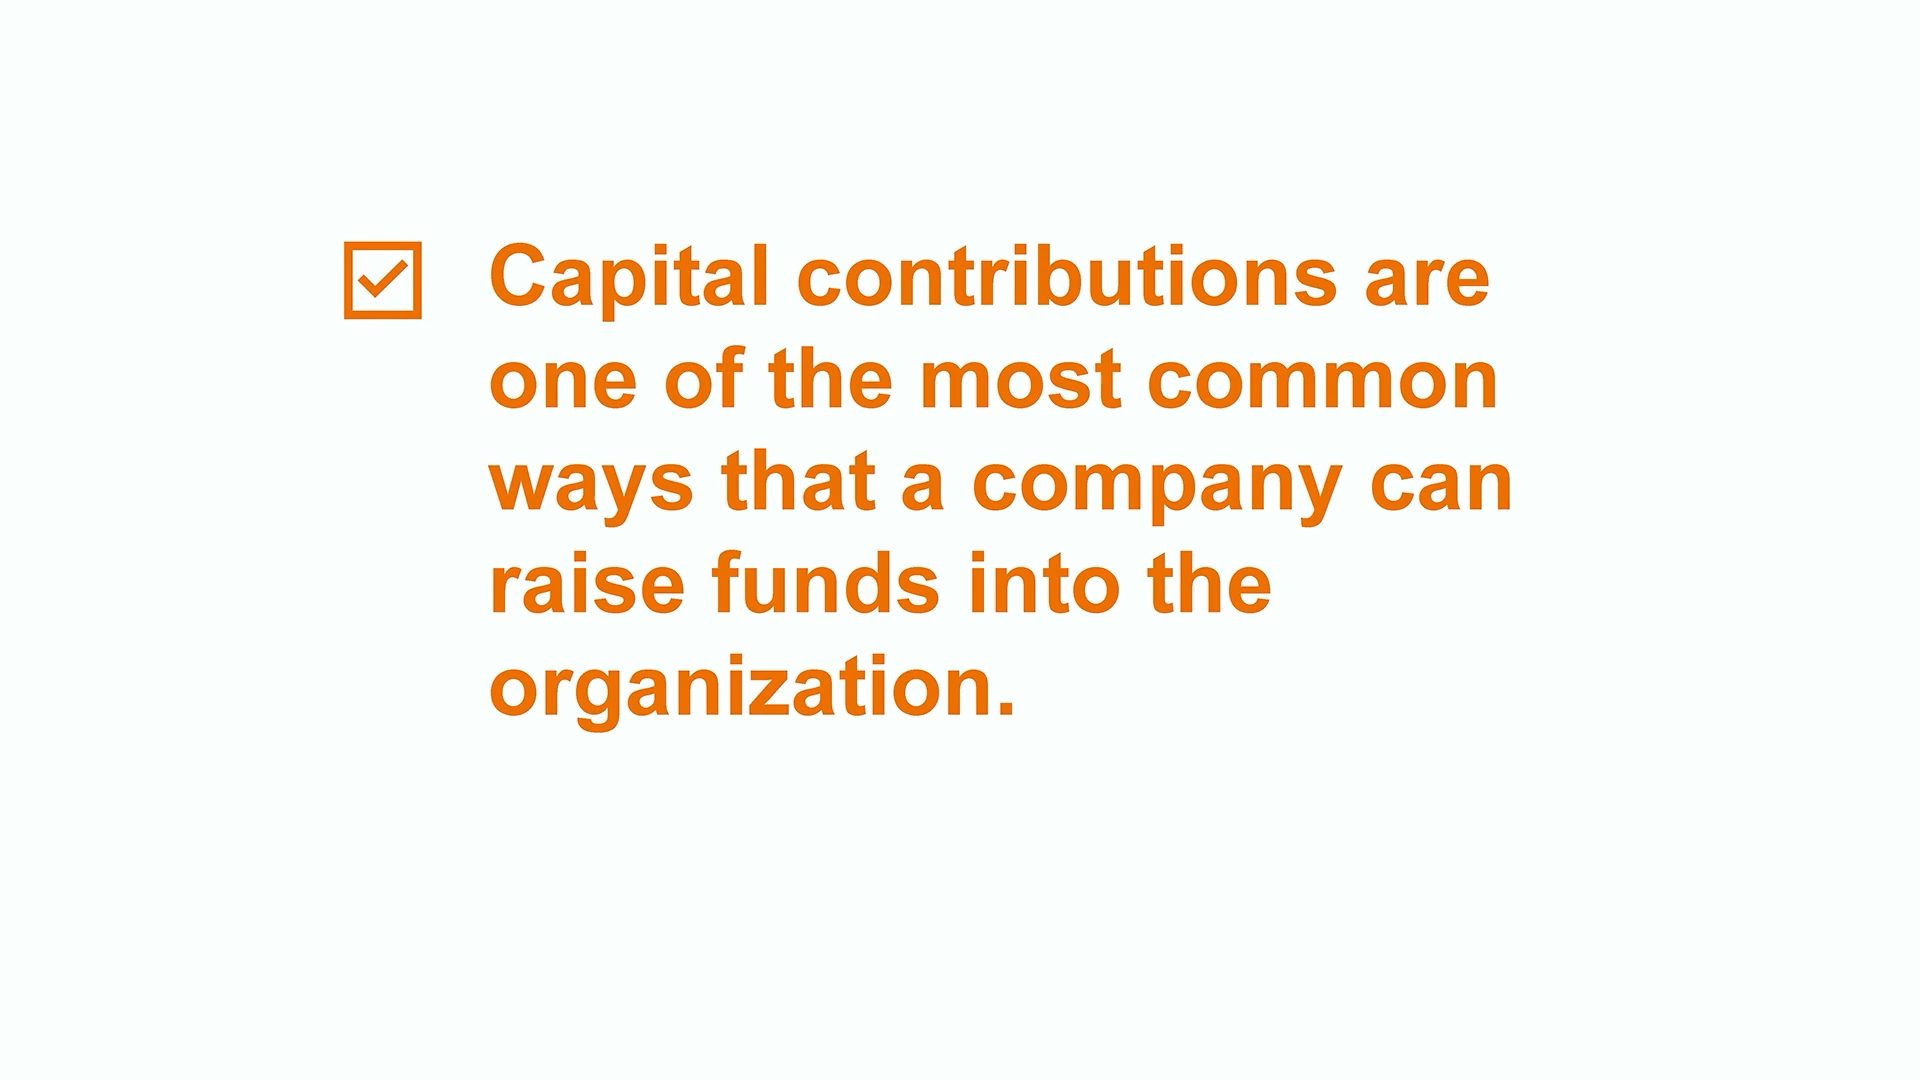 Capital contributions are
one of the most common
ways that a company can
raise funds into the
organization.